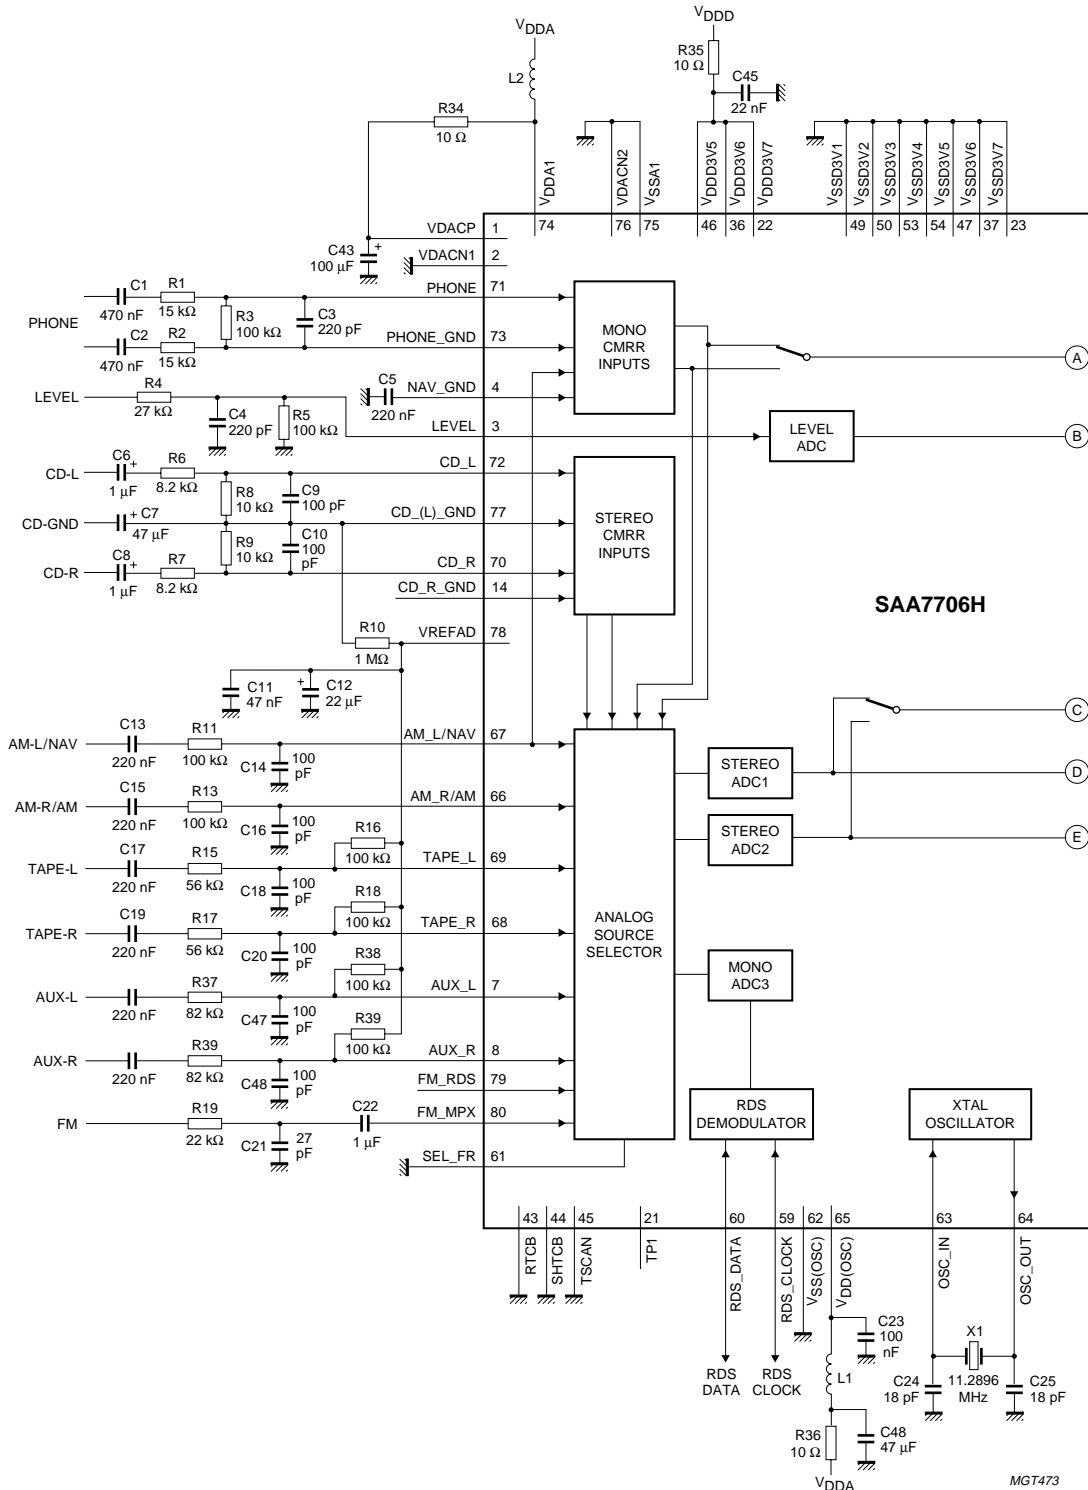 VDDA
VDDD
L2
R35
10 Ω
C45
22 nF
R34
10 Ω
VDDA1
VDACN2
VSSA1
VDDD3V5
VDDD3V6
VDDD3V7
VSSD3V1
VSSD3V2
VSSD3V3
VSSD3V4
VSSD3V5
VSSD3V6
VSSD3V7
74
76
75
46
36
22
49
50
53
54
47
37
23
VDACP
1
C43
100 μF
VDACN1
2
PHONE
C1
470 nF
R1
15 kΩ
R3
100 kΩ
C3
220 pF
C2
470 nF
R2
15 kΩ
PHONE
71
PHONE_GND
73
C5
220 nF
NAV_GND
4
MONO
CMRR
INPUTS
A
LEVEL
R4
27 kΩ
C4
220 pF
R5
100 kΩ
LEVEL
3
LEVEL
ADC
B
CD-L
C6
1 μF
R6
8.2 kΩ
R8
10 kΩ
C9
100 pF
CD_L
72
CD-GND
C7
47 μF
CD_(L)_GND
77
R9
10 kΩ
C10
100
pF
CD-R
C8
1 μF
R7
8.2 kΩ
CD_R
70
CD_R_GND
14
STEREO
CMRR
INPUTS
SAA7706H
R10
1 MΩ
VREFAD
78
C11
47 nF
C12
22 μF
AM-L/NAV
C13
220 nF
R11
100 kΩ
C14
100
pF
AM_L/NAV
67
AM-R/AM
C15
220 nF
R13
100 kΩ
C16
100
pF
AM_R/AM
66
TAPE-L
C17
220 nF
R15
56 kΩ
C18
100
pF
R16
100 kΩ
TAPE_L
69
TAPE-R
C19
220 nF
R17
56 kΩ
C20
100
pF
R18
100 kΩ
TAPE_R
68
AUX-L
220 nF
R37
82 kΩ
C47
100
pF
R38
100 kΩ
AUX_L
7
AUX-R
220 nF
R39
82 kΩ
C48
100
pF
R39
100 kΩ
AUX_R
8
FM_RDS
79
FM
R19
22 kΩ
C21
27
pF
C22
1 μF
FM_MPX
80
SEL_FR
61
ANALOG
SOURCE
SELECTOR
STEREO
ADC1
STEREO
ADC2
C
D
E
MONO
ADC3
RDS
DEMODULATOR
XTAL
OSCILLATOR
43
44
45
21
60
59
62
65
63
64
RTCB
SHTCB
TSCAN
TP1
RDS_DATA
RDS_CLOCK
VSS(OSC)
VDD(OSC)
OSC_IN
OSC_OUT
RDS
DATA
RDS
CLOCK
C23
100
nF
L1
R36
10 Ω
C48
47 μF
VDDA
X1
11.2896
MHz
C24
18 pF
C25
18 pF
MGT473